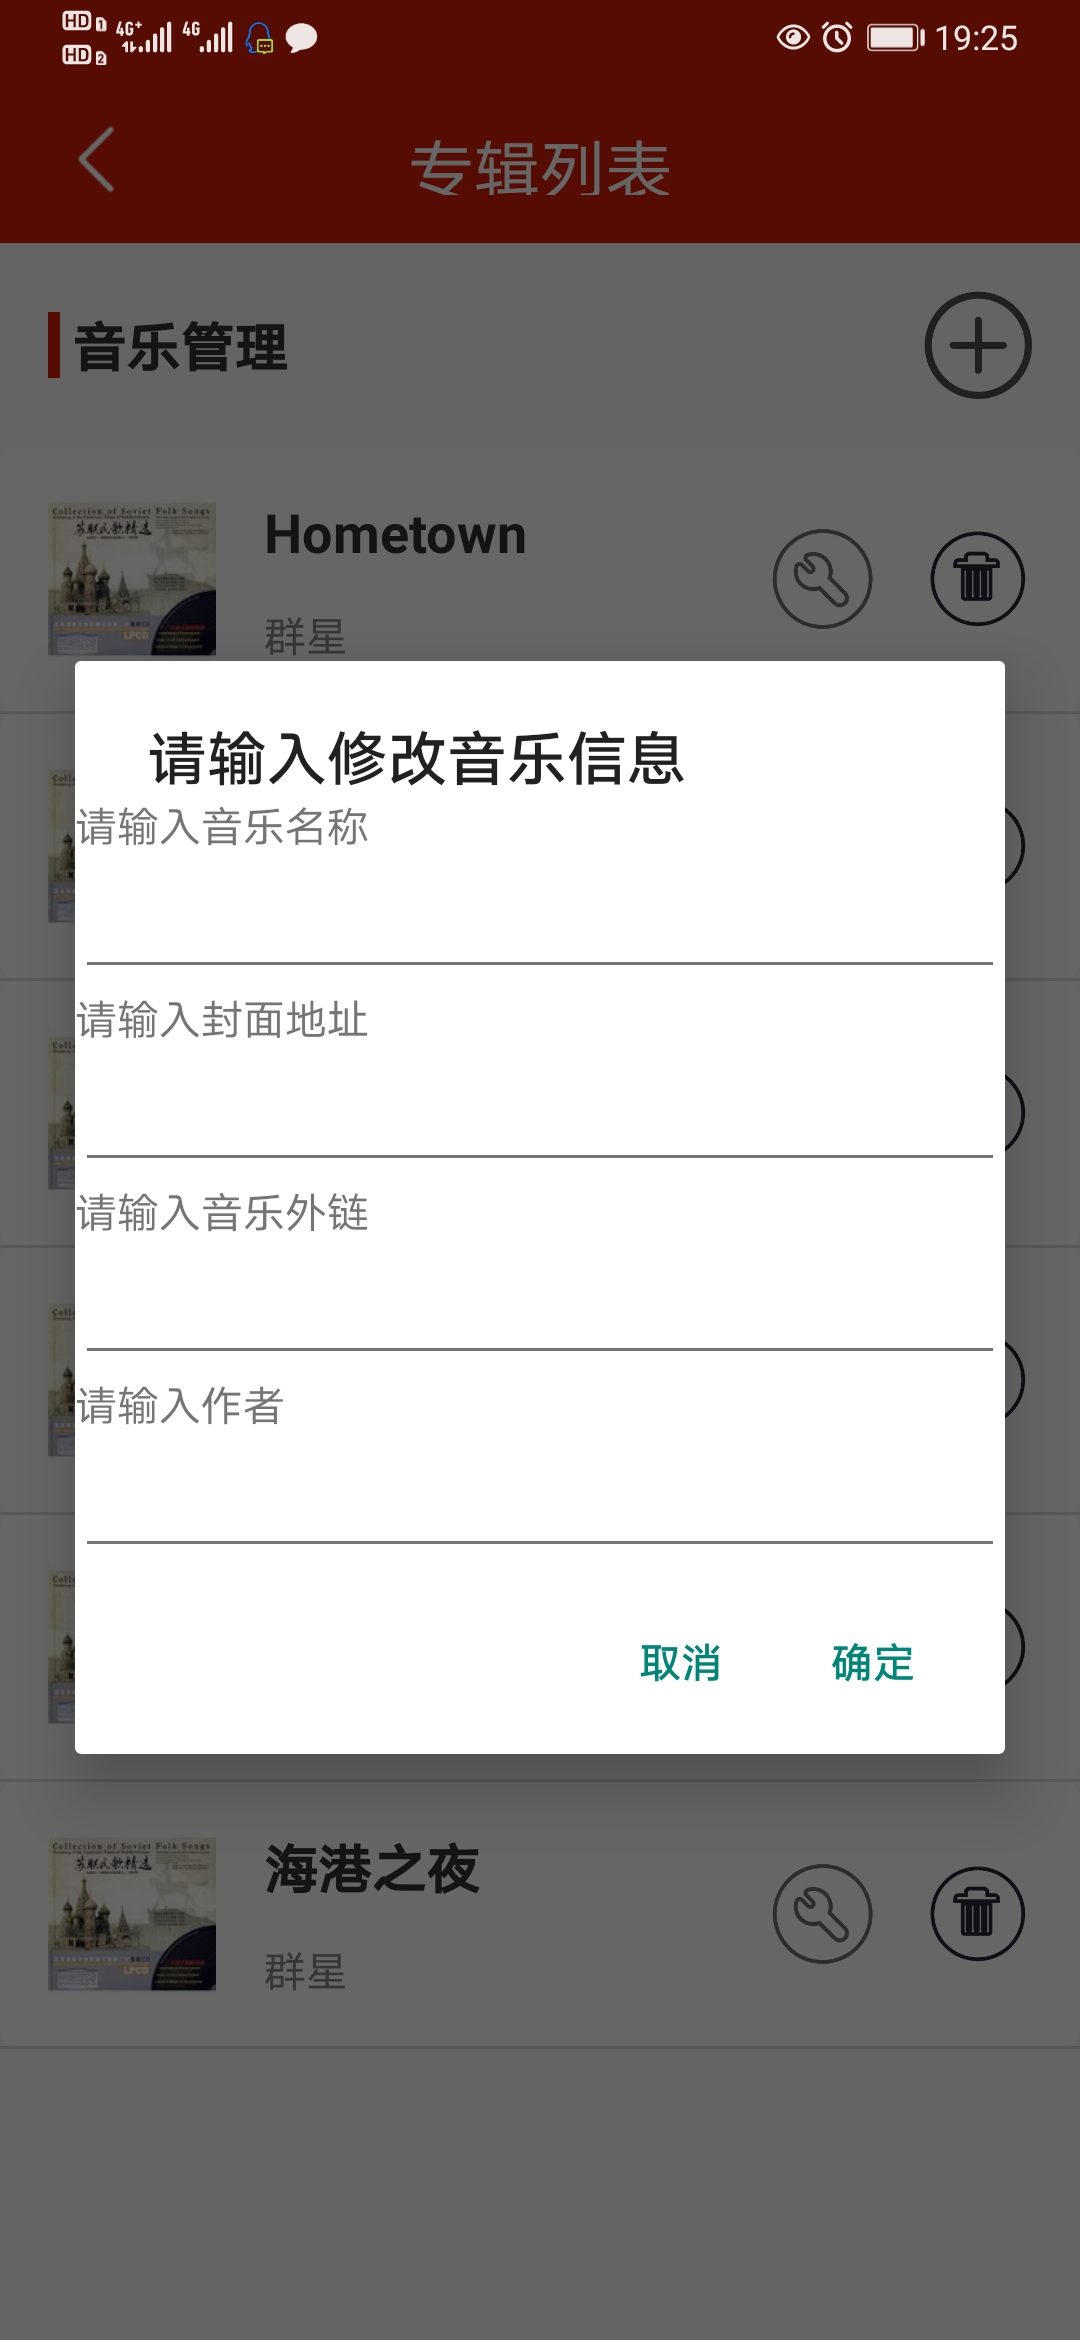 HD 1 4G+ 4G 19:25
HD 2
专辑列表
音乐管理
Collection of Soviet Folk Songs
苏联民歌精选
LPCD
Hometown
群星
请输入修改音乐信息
请输入音乐名称
请输入封面地址
请输入音乐外链
请输入作者
取消 确定
Collection of Soviet Folk Songs
苏联民歌精选
LPCD
海港之夜
群星